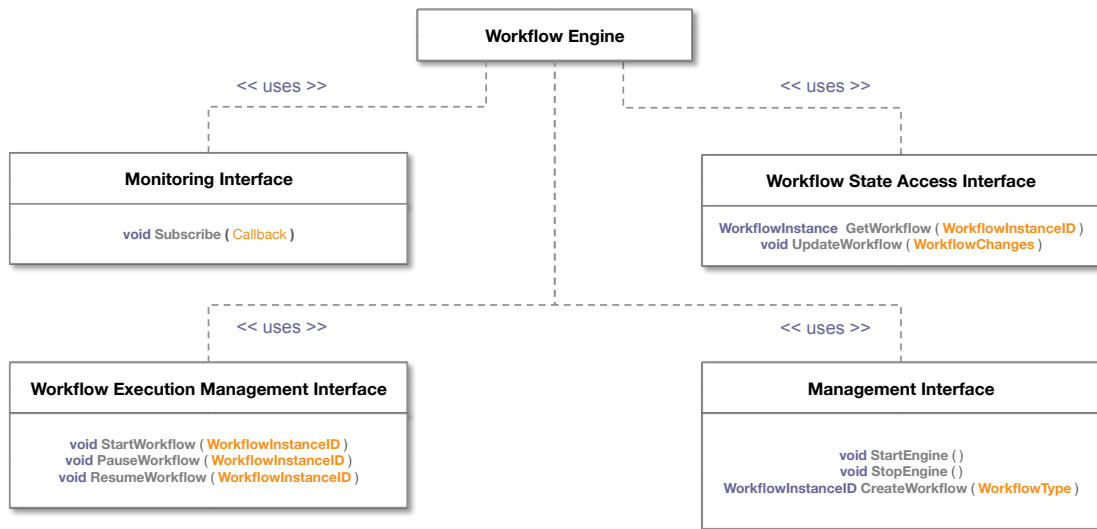 Workflow Engine
<< uses >>
<< uses >>
Monitoring Interface
void Subscribe ( Callback )
Workflow State Access Interface
WorkflowInstance GetWorkflow ( WorkflowInstanceID )
void UpdateWorkflow ( WorkflowChanges )
<< uses >>
<< uses >>
Workflow Execution Management Interface
void StartWorkflow ( WorkflowInstanceID )
void PauseWorkflow ( WorkflowInstanceID )
void ResumeWorkflow ( WorkflowInstanceID )
Management Interface
void StartEngine ( )
void StopEngine ( )
WorkflowInstanceID CreateWorkflow ( WorkflowType )